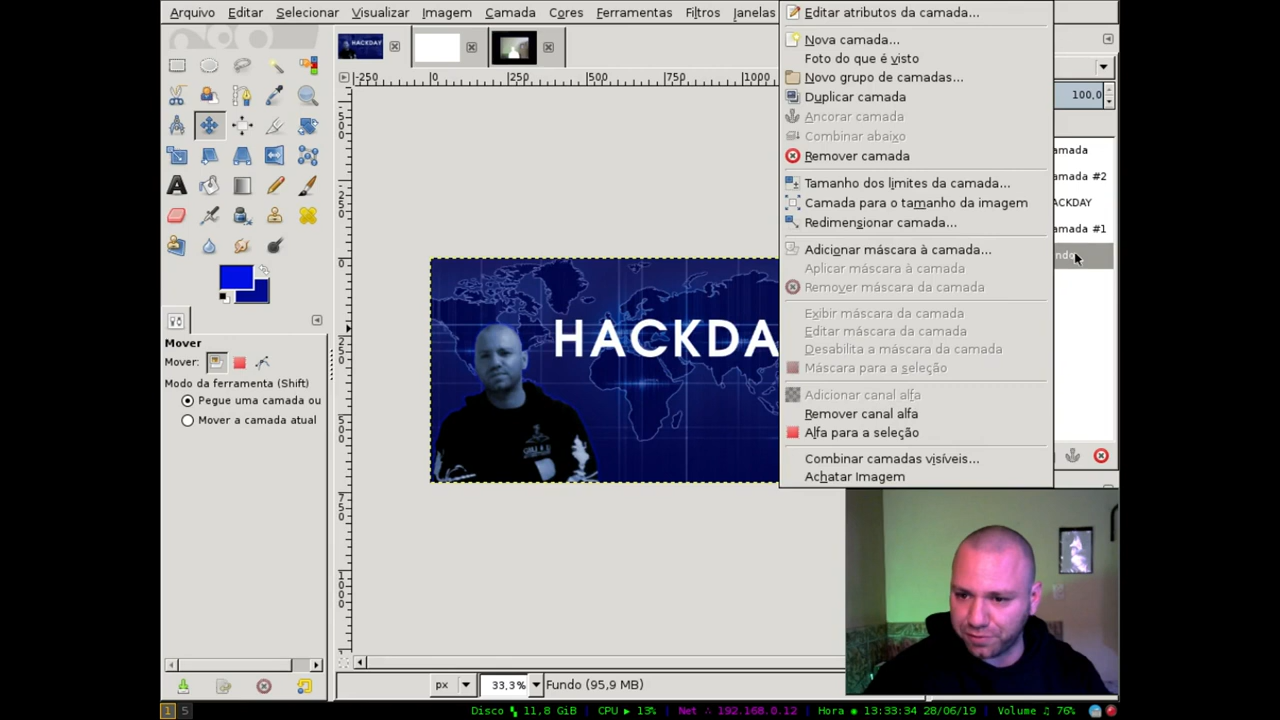 Arquivo Editar Selecionar Visualizar Imagem Camada Cores Ferramentas Filtros Janelas
HACKDAY
-250 0 250 500 750 1000
Editar atributos da camada...
Nova camada...
Foto do que é visto
Novo grupo de camadas...
Duplicar camada
Ancorar camada
Combinar abaixo
Remover camada
Tamanho dos limites da camada...
Camada para o tamanho da imagem
Redimensionar camada...
Adicionar máscara à camada...
Aplicar máscara à camada
Remover máscara da camada
Exibir máscara da camada
Editar máscara da camada
Desabilita a máscara da camada
Máscara para a seleção
Adicionar canal alfa
Remover canal alfa
Alfa para a seleção
Combinar camadas visíveis...
Achatar Imagem
100,0
amada
amada #2
ACKDAY
amada #1
ndo
HACKDA
Mover
Mover:
Modo da ferramenta (Shift)
Pegue uma camada ou
Mover a camada atual
px 33,3% Fundo (95,9 MB)
1 5 Disco 11,8 GiB CPU 13% Net 192.168.0.12 Hora 13:33:34 28/06/19 Volume 76%